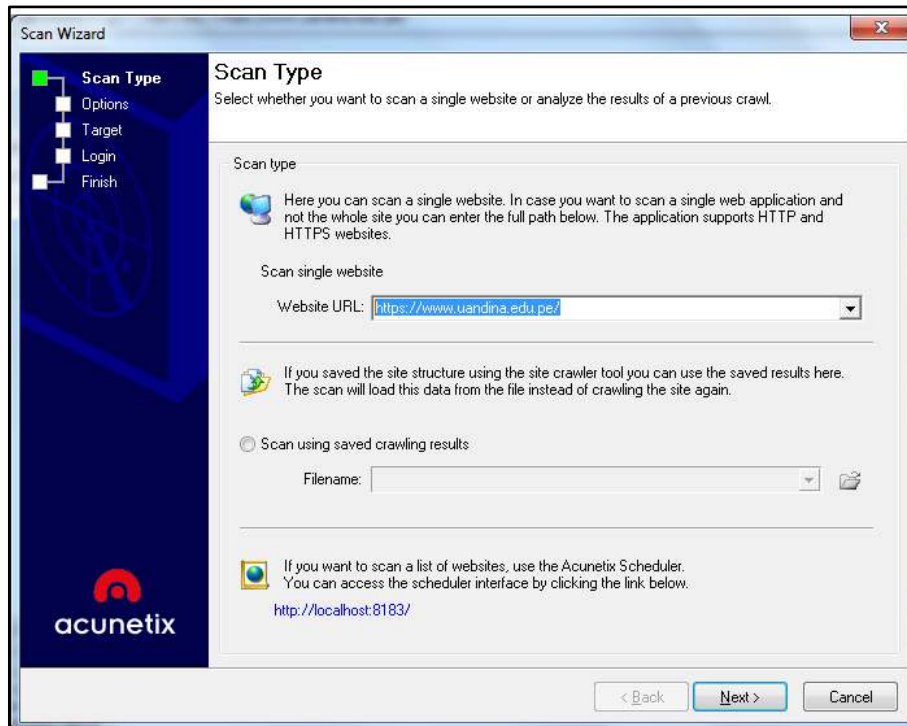 Scan Wizard
Scan Type
Options
Target
Login
Finish
acunetix
Scan Type
Select whether you want to scan a single website or analyze the results of a previous crawl.
Scan type
Here you can scan a single website. In case you want to scan a single web application and
not the whole site you can enter the full path below. The application supports HTTP and
HTTPS websites.
Scan single website
Website URL: https://www.uandina.edu.pe/
If you saved the site structure using the site crawler tool you can use the saved results here.
The scan will load this data from the file instead of crawling the site again.
Scan using saved crawling results
Filename:
If you want to scan a list of websites, use the Acunetix Scheduler.
You can access the scheduler interface by clicking the link below.
http://localhost:8183/
< Back
Next >
Cancel